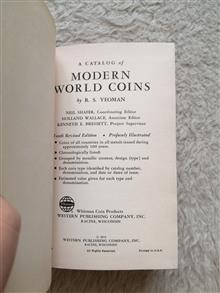 A CATALOG of
MODERN
WORLD COINS
by R. S. YEOMAN
NEIL SHAFER, Coordinating Editor
HOLLAND WALLACE, Associate Editor
KENNETH E. BRESSETT, Project Supervisor
Tenth Revised Edition • Profusely Illustrated
• Coins of all countries in all metals issued during
approximately 100 years.
• Chronologically listed.
• Grouped by metallic content, design (type) and
denomination.
• Each coin type identified by catalog number,
denomination, and date or dates of issue.
• Estimated value given for each type and
denomination.
Whitman Coin Products
WESTERN PUBLISHING COMPANY, INC.
RACINE, WISCONSIN
WESTERN PUBLISHING COMPANY, INC.
RACINE, WISCONSIN
All Rights Reserved
Printed in U.S.A.